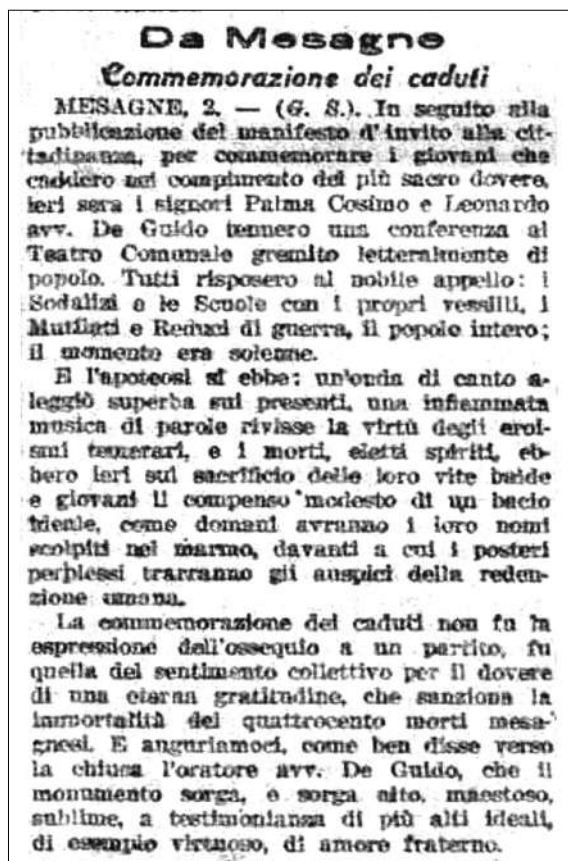 Da Mesagne
Commemorazione dei caduti
MESAGNE, 2. — (G. S.). In seguito alla
pubblicazione del manifesto d'invito alla cit-
tadinanza, per commemorare i giovani che
caddero nel compimento del più sacro dovere,
ieri sera i signori Palma Cosimo e Leonardo
avv. De Guido tennero una conferenza al
Teatro Comunale gremito letteralmente di
popolo. Tutti risposero al nobile appello: i
Sodalizi e le Scuole con i propri vessilli, i
Mutilati e Reduci di guerra, il popolo intero;
il momento era solenne.
E l'apoteosi si ebbe: un'onda di canto a-
leggiò superba sui presenti, una infiammata
musica di parole rivisse la virtù degli eroi-
smi temerari, e i morti, eletti spiriti, eb-
bero ieri sul sacrificio delle loro vite balde
e giovani il compenso modesto di un bacio
ideale, come domani avranno i loro nomi
scolpiti nel marmo, davanti a cui i posteri
perplessi trarranno gli auspici della reden-
zione umana.
La commemorazione dei caduti non fu la
espressione dell'ossequio a un partito, fu
quella del sentimento collettivo per il dovere
di una eterna gratitudine, che sanziona la
immortalità dei quattrocento morti mesa-
gnesi. E auguriamoci, come ben disse verso
la chiusa l'oratore avv. De Guido, che il
monumento sorga, e sorga alto, maestoso,
sublime, a testimonianza di più alti ideali,
di esempio virtuoso, di amore fraterno.